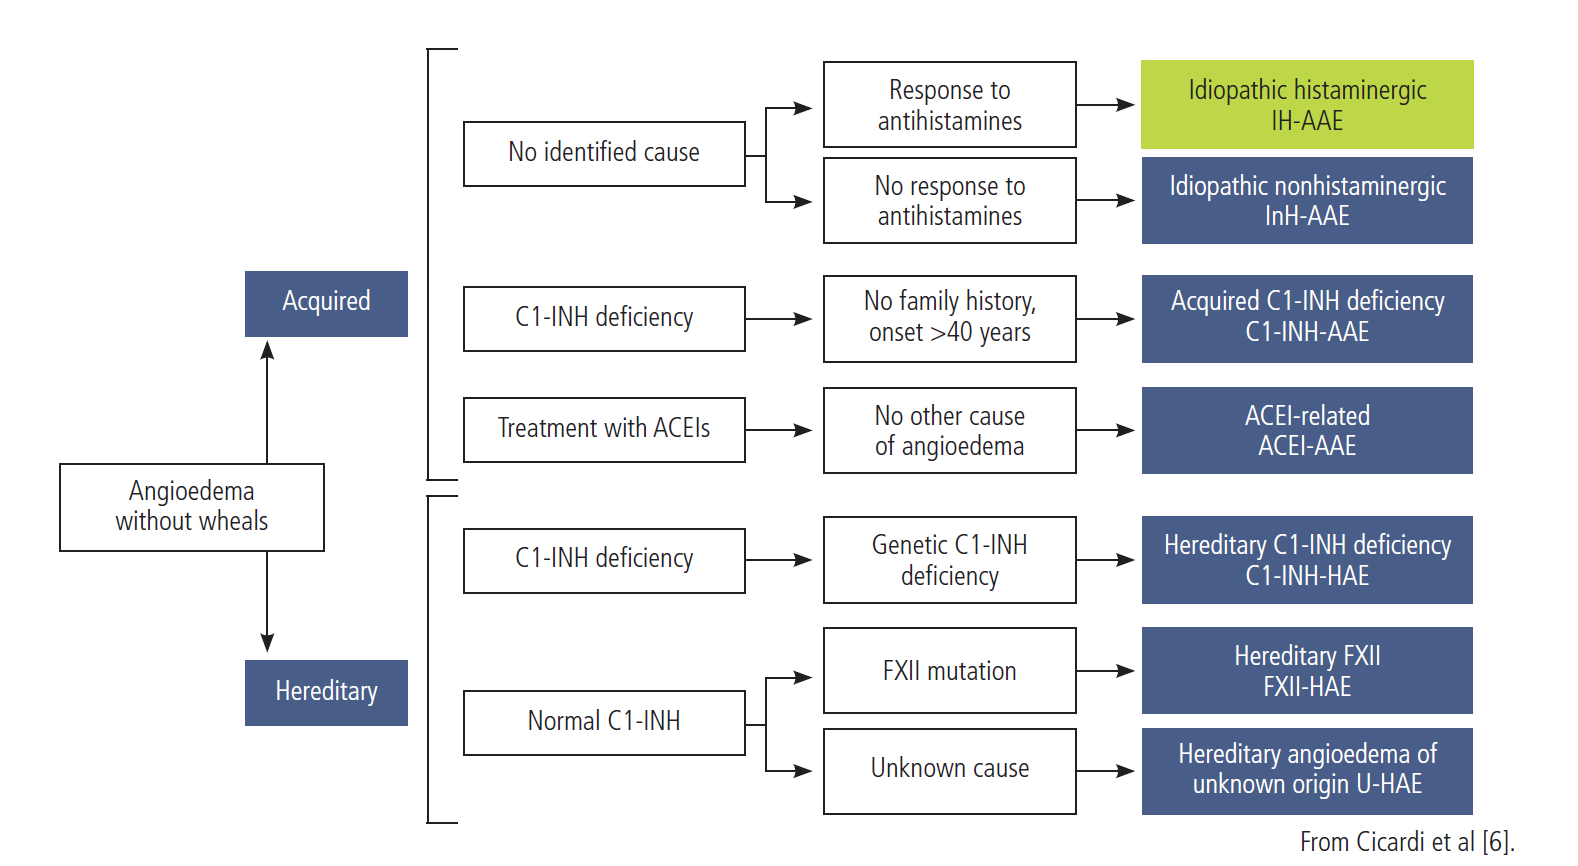 Angioedema
without wheals
Acquired
No identified cause
Response to
antihistamines
Idiopathic histaminergic
IH-AAE
No response to
antihistamines
Idiopathic nonhistaminergic
InH-AAE
C1-INH deficiency
No family history,
onset >40 years
Acquired C1-INH deficiency
C1-INH-AAE
Treatment with ACEIs
No other cause
of angioedema
ACEI-related
ACEI-AAE
Hereditary
C1-INH deficiency
Genetic C1-INH
deficiency
Hereditary C1-INH deficiency
C1-INH-HAE
Normal C1-INH
FXII mutation
Hereditary FXII
FXII-HAE
Unknown cause
Hereditary angioedema of
unknown origin U-HAE
From Cicardi et al [6].